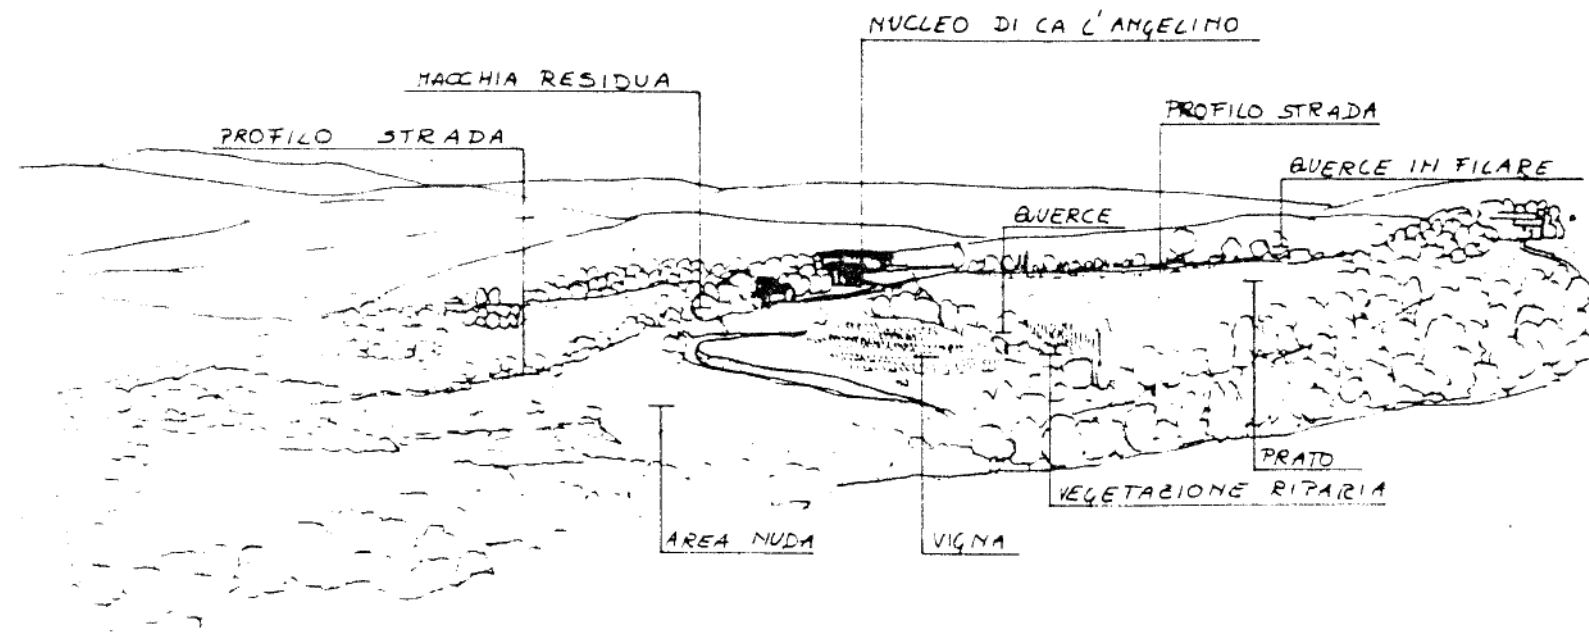 NUCLEO DI CA L'ANGELINO
MACCHIA RESIDUA
PROFILO STRADA
PROFILO STRADA
QUERCE IN FILARE
QUERCE
PRATO
VEGETAZIONE RIPARIA
AREA NUDA
VIGNA